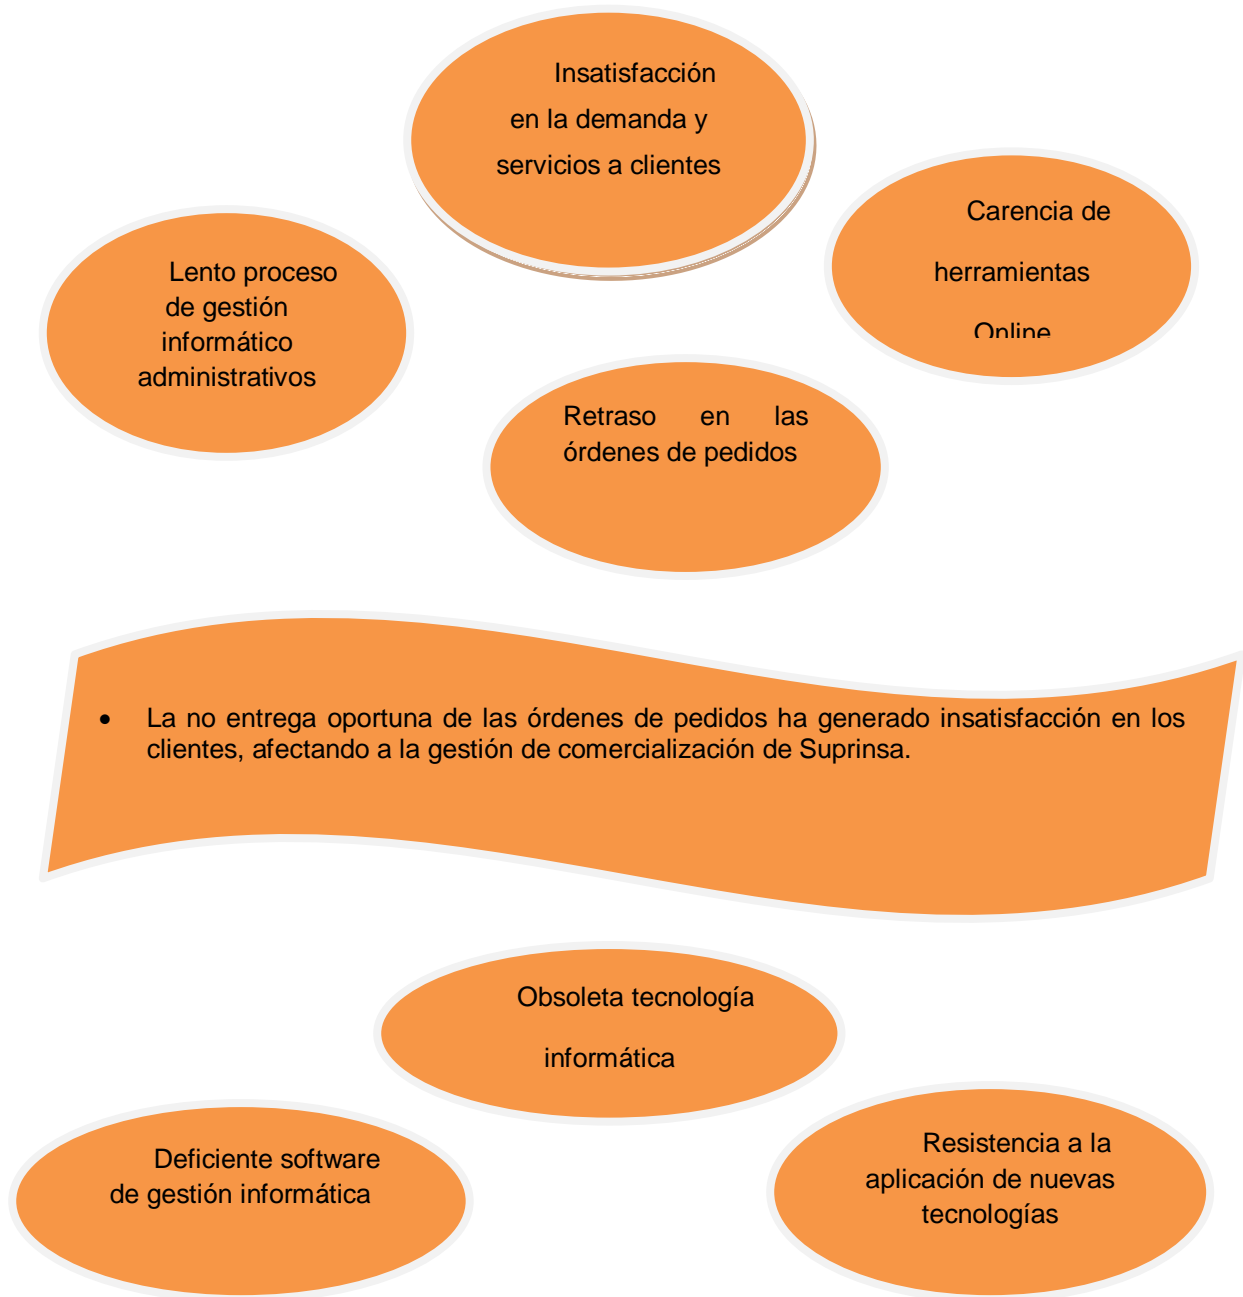 Insatisfacción
en la demanda y
servicios a clientes
Carencia de
herramientas
Online
Lento proceso
de gestión
informático
administrativos
Retraso en las
órdenes de pedidos
• La no entrega oportuna de las órdenes de pedidos ha generado insatisfacción en los
clientes, afectando a la gestión de comercialización de Suprinsa.
Obsoleta tecnología
informática
Deficiente software
de gestión informática
Resistencia a la
aplicación de nuevas
tecnologías